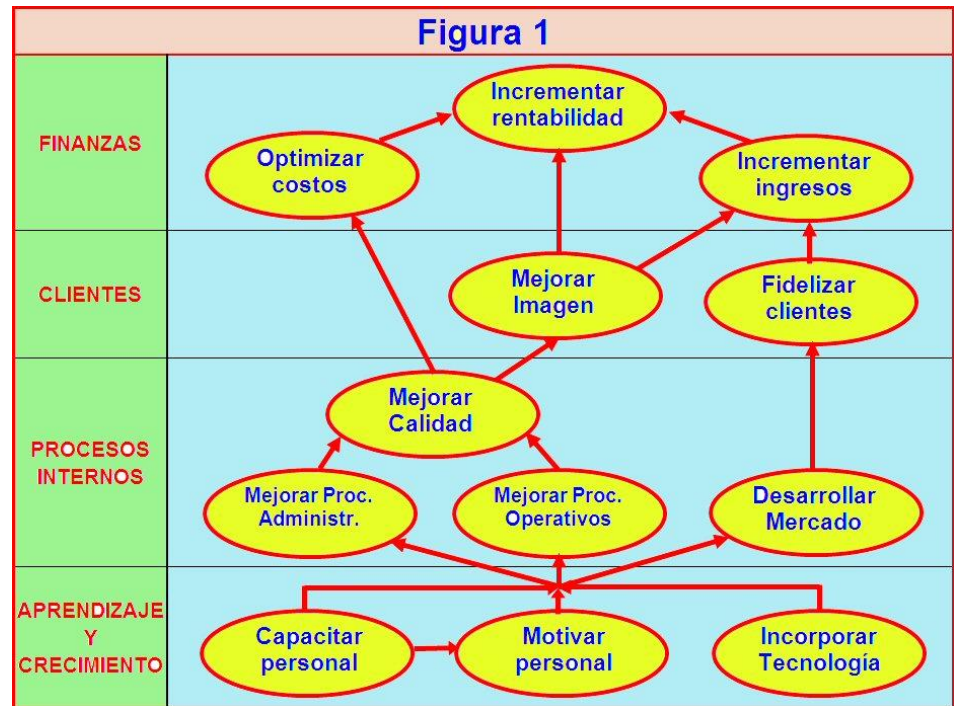 Figura 1
FINANZAS
Incrementar
rentabilidad
Optimizar
costos
Incrementar
ingresos
CLIENTES
Mejorar
Imagen
Fidelizar
clientes
PROCESOS
INTERNOS
Mejorar
Calidad
Mejorar Proc.
Administr.
Mejorar Proc.
Operativos
Desarrollar
Mercado
APRENDIZAJE
Y
CRECIMIENTO
Capacitar
personal
Motivar
personal
Incorporar
Tecnología